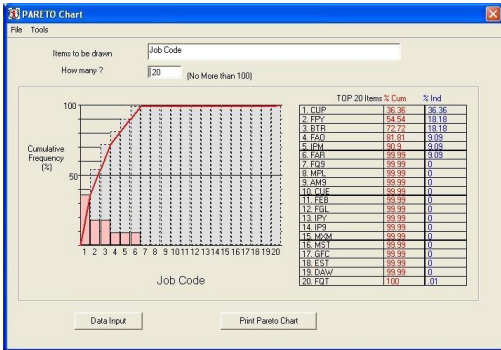 PARETO Chart
File Tools
Items to be drawn Job Code
How many ? 20 (No More than 100)
TOP 20 Items % Cum % Ind
1. CUP 36.36 36.36
2. FPY 54.54 18.18
3. BTR 72.72 18.18
4. FAO 81.81 9.09
5. IPM 90.9 9.09
6. FAR 99.99 9.09
7. FQ9 99.99 0
8. MPL 99.99 0
9. AM9 99.99 0
10. CUE 99.99 0
11. FEB 99.99 0
12. FGL 99.99 0
13. IPY 99.99 0
14. IP9 99.99 0
15. MXM 99.99 0
16. MST 99.99 0
17. GFC 99.99 0
18. EST 99.99 0
19. DAW 99.99 0
20. FQT 100 .01
100
Cumulative
Frequency
(%)
50
1 2 3 4 5 6 7 8 9 10 11 12 13 14 15 16 17 18 19 20
Job Code
Data Input Print Pareto Chart